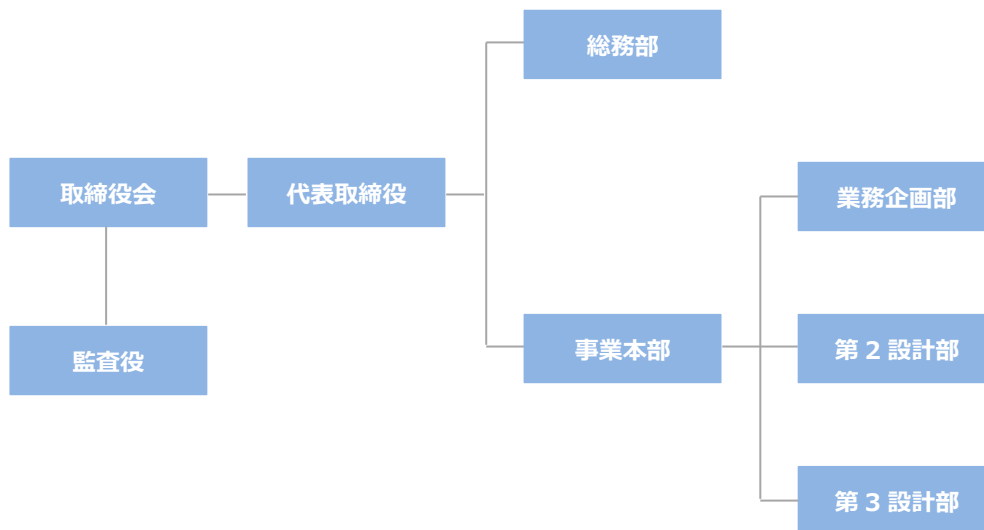 総務部
取締役会
代表取締役
業務企画部
監査役
事業本部
第２設計部
第３設計部